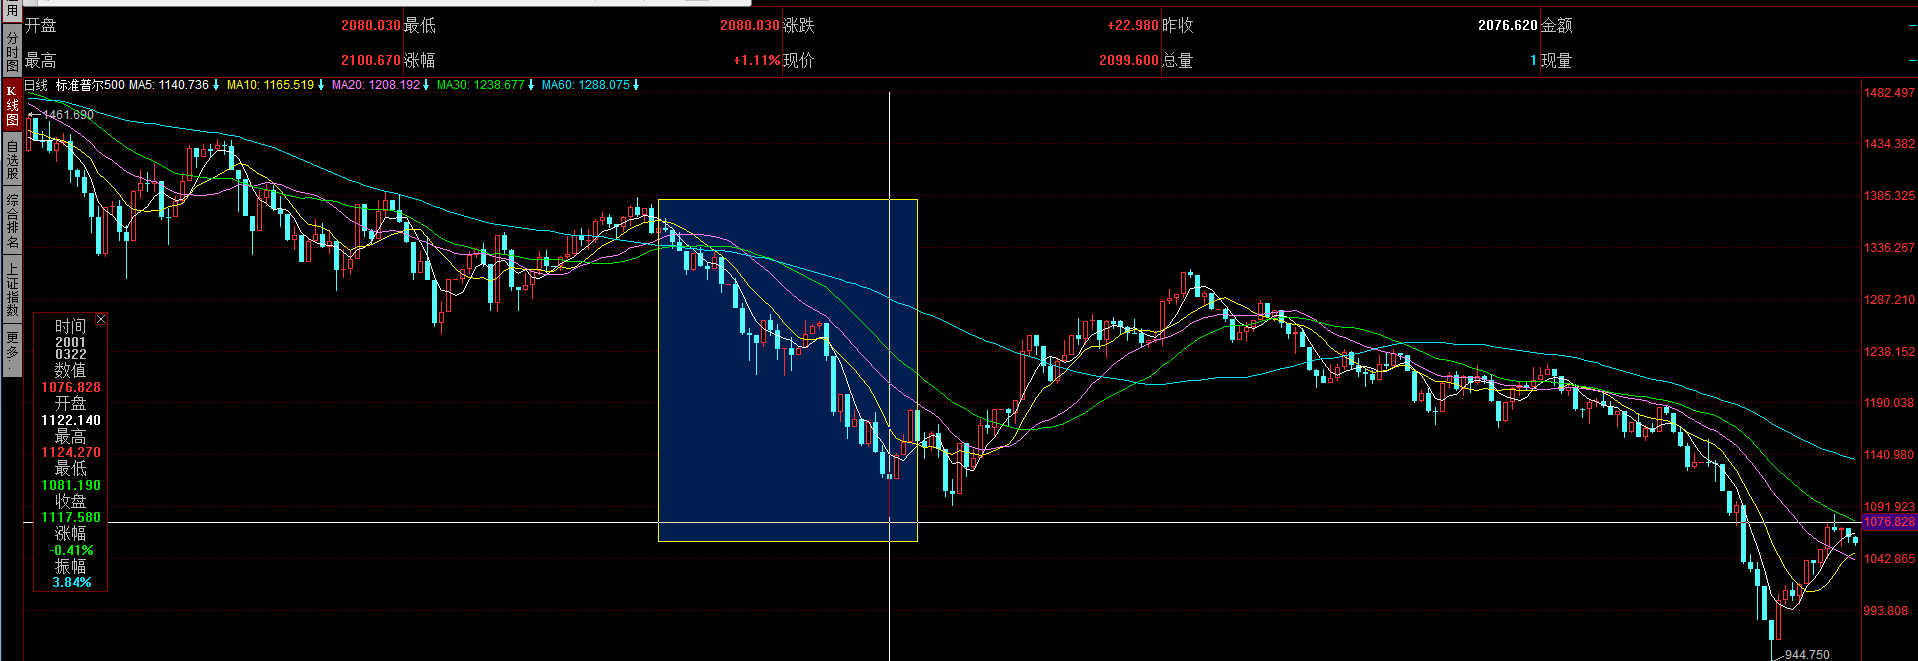 用
开盘 2080.030 最低 2080.030 涨跌 +22.980 昨收 2076.620 金额 –
最高 2100.670 涨幅 +1.11% 现价 2099.600 总量 1 现量 –
分时图
K线图
自选股
综合排名
上证指数
更多
日线 标准普尔500 MA5: 1140.736↓ MA10: 1165.519↓ MA20: 1208.192↓ MA30: 1238.677↓ MA60: 1288.075↓
1461.690
1482.497
1434.382
1385.325
1336.267
1287.210
1238.152
1190.038
1140.980
1091.923
1076.828
1042.865
993.808
944.750
时间
2001
0322
数值
1076.828
开盘
1122.140
最高
1124.270
最低
1081.190
收盘
1117.580
涨幅
-0.41%
振幅
3.84%